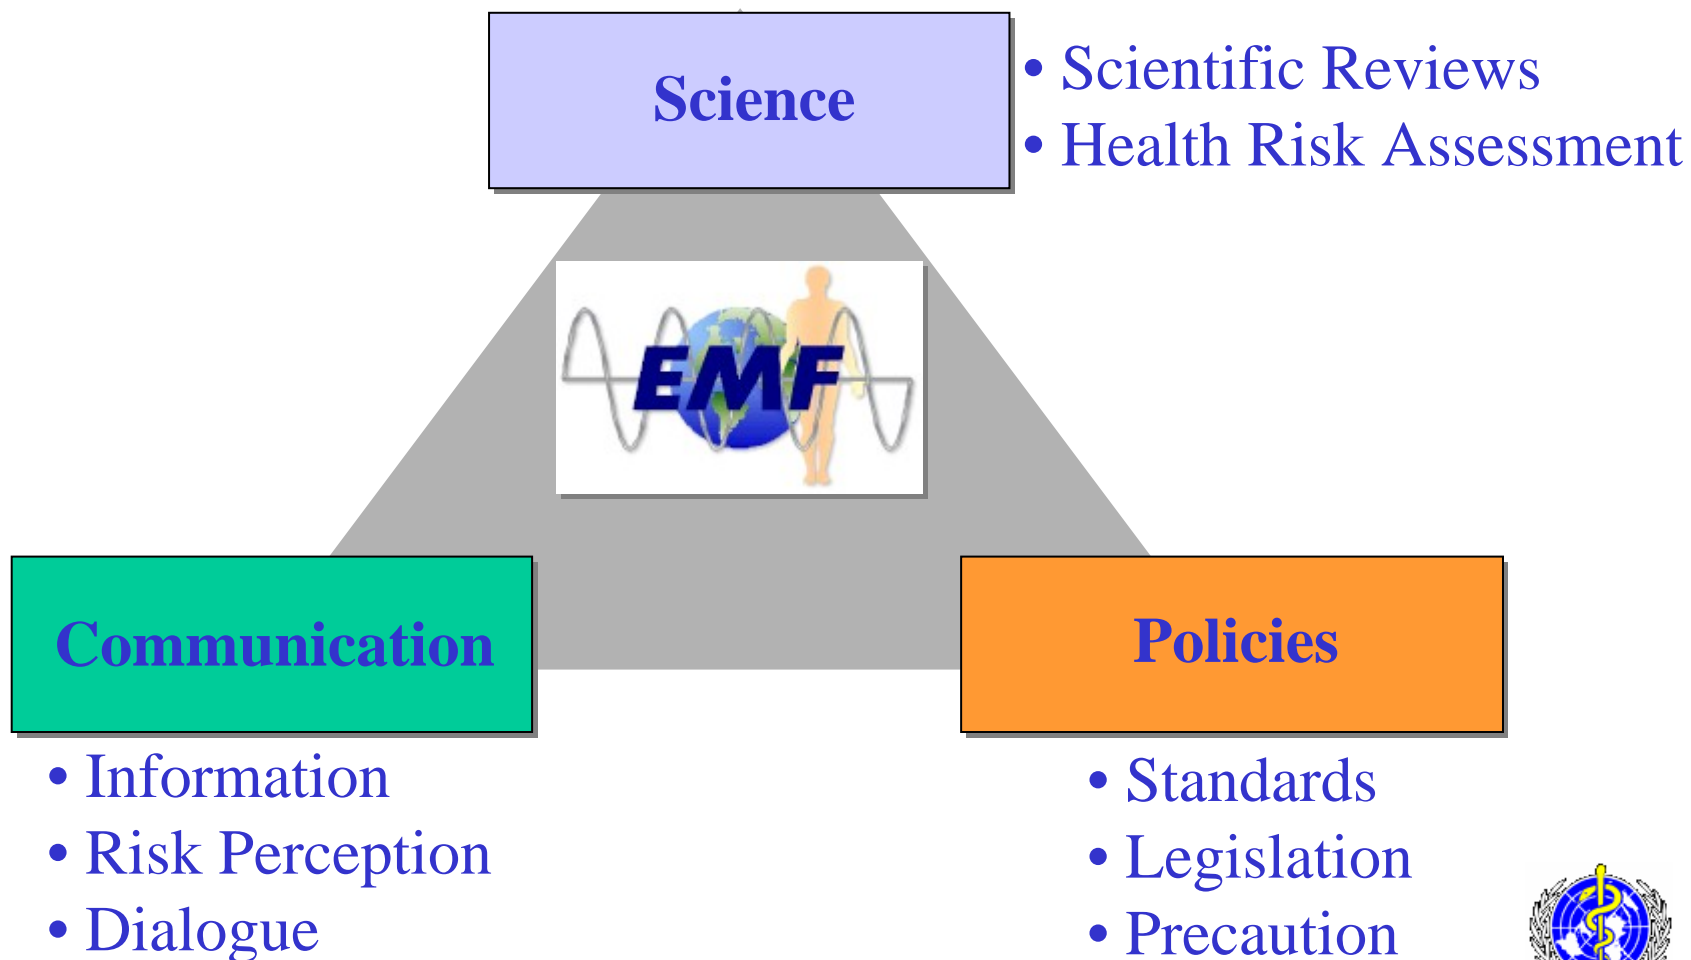 Science
• Scientific Reviews
• Health Risk Assessment
EMF
Communication
Policies
• Information
• Risk Perception
• Dialogue
• Standards
• Legislation
• Precaution